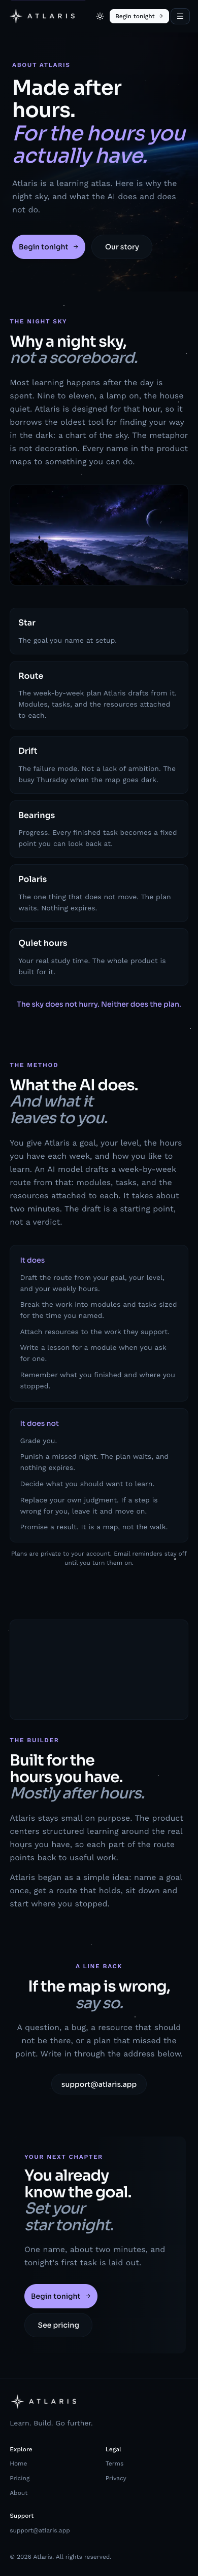 ATLARIS
Begin tonight →
ABOUT ATLARIS
Made after
hours.
For the hours you
actually have.
Atlaris is a learning atlas. Here is why the
night sky, and what the AI does and does
not do.
Begin tonight →
Our story
THE NIGHT SKY
Why a night sky,
not a scoreboard.
Most learning happens after the day is
spent. Nine to eleven, a lamp on, the house
quiet. Atlaris is designed for that hour, so it
borrows the oldest tool for finding your way
in the dark: a chart of the sky. The metaphor
is not decoration. Every name in the product
maps to something you can do.
Star
The goal you name at setup.
Route
The week-by-week plan Atlaris drafts from it.
Modules, tasks, and the resources attached
to each.
Drift
The failure mode. Not a lack of ambition. The
busy Thursday when the map goes dark.
Bearings
Progress. Every finished task becomes a fixed
point you can look back at.
Polaris
The one thing that does not move. The plan
waits. Nothing expires.
Quiet hours
Your real study time. The whole product is
built for it.
The sky does not hurry. Neither does the plan.
THE METHOD
What the AI does.
And what it
leaves to you.
You give Atlaris a goal, your level, the hours
you have each week, and how you like to
learn. An AI model drafts a week-by-week
route from that: modules, tasks, and the
resources attached to each. It takes about
two minutes. The draft is a starting point,
not a verdict.
It does
Draft the route from your goal, your level,
and your weekly hours.
Break the work into modules and tasks sized
for the time you named.
Attach resources to the work they support.
Write a lesson for a module when you ask
for one.
Remember what you finished and where you
stopped.
It does not
Grade you.
Punish a missed night. The plan waits, and
nothing expires.
Decide what you should want to learn.
Replace your own judgment. If a step is
wrong for you, leave it and move on.
Promise a result. It is a map, not the walk.
Plans are private to your account. Email reminders stay off
until you turn them on.
THE BUILDER
Built for the
hours you have.
Mostly after hours.
Atlaris stays small on purpose. The product
centers structured learning around the real
hours you have, so each part of the route
points back to useful work.
Atlaris began as a simple idea: name a goal
once, get a route that holds, sit down and
start where you stopped.
A LINE BACK
If the map is wrong,
say so.
A question, a bug, a resource that should
not be there, or a plan that missed the
point. Write in through the address below.
support@atlaris.app
YOUR NEXT CHAPTER
You already
know the goal.
Set your
star tonight.
One name, about two minutes, and
tonight's first task is laid out.
Begin tonight →
See pricing
ATLARIS
Learn. Build. Go further.
Explore
Home
Pricing
About
Legal
Terms
Privacy
Support
support@atlaris.app
© 2026 Atlaris. All rights reserved.